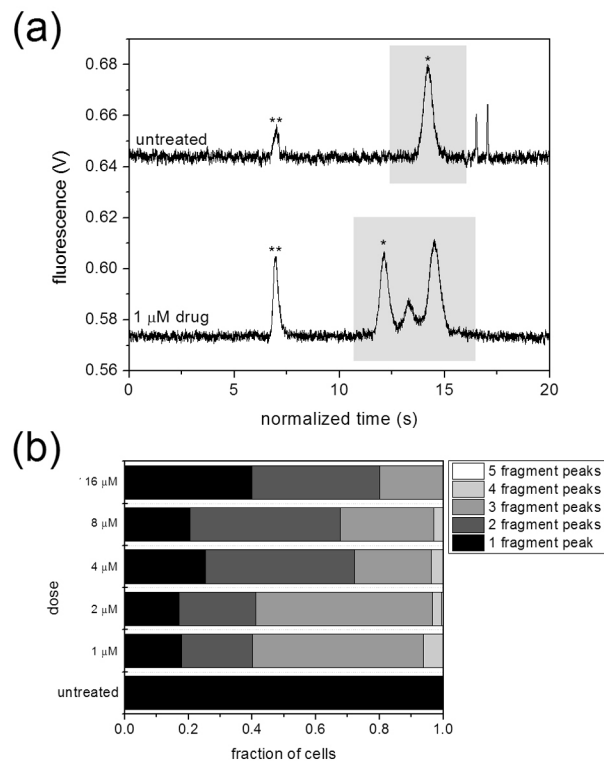 (a)
0.68
0.66
0.64
0.62
0.60
0.58
0.56
fluorescence (V)
untreated
**
*
1 μM drug
**
*
0 5 10 15 20
normalized time (s)
(b)
16 μM
8 μM
4 μM
2 μM
1 μM
untreated
dose
0.0 0.2 0.4 0.6 0.8 1.0
fraction of cells
5 fragment peaks
4 fragment peaks
3 fragment peaks
2 fragment peaks
1 fragment peak